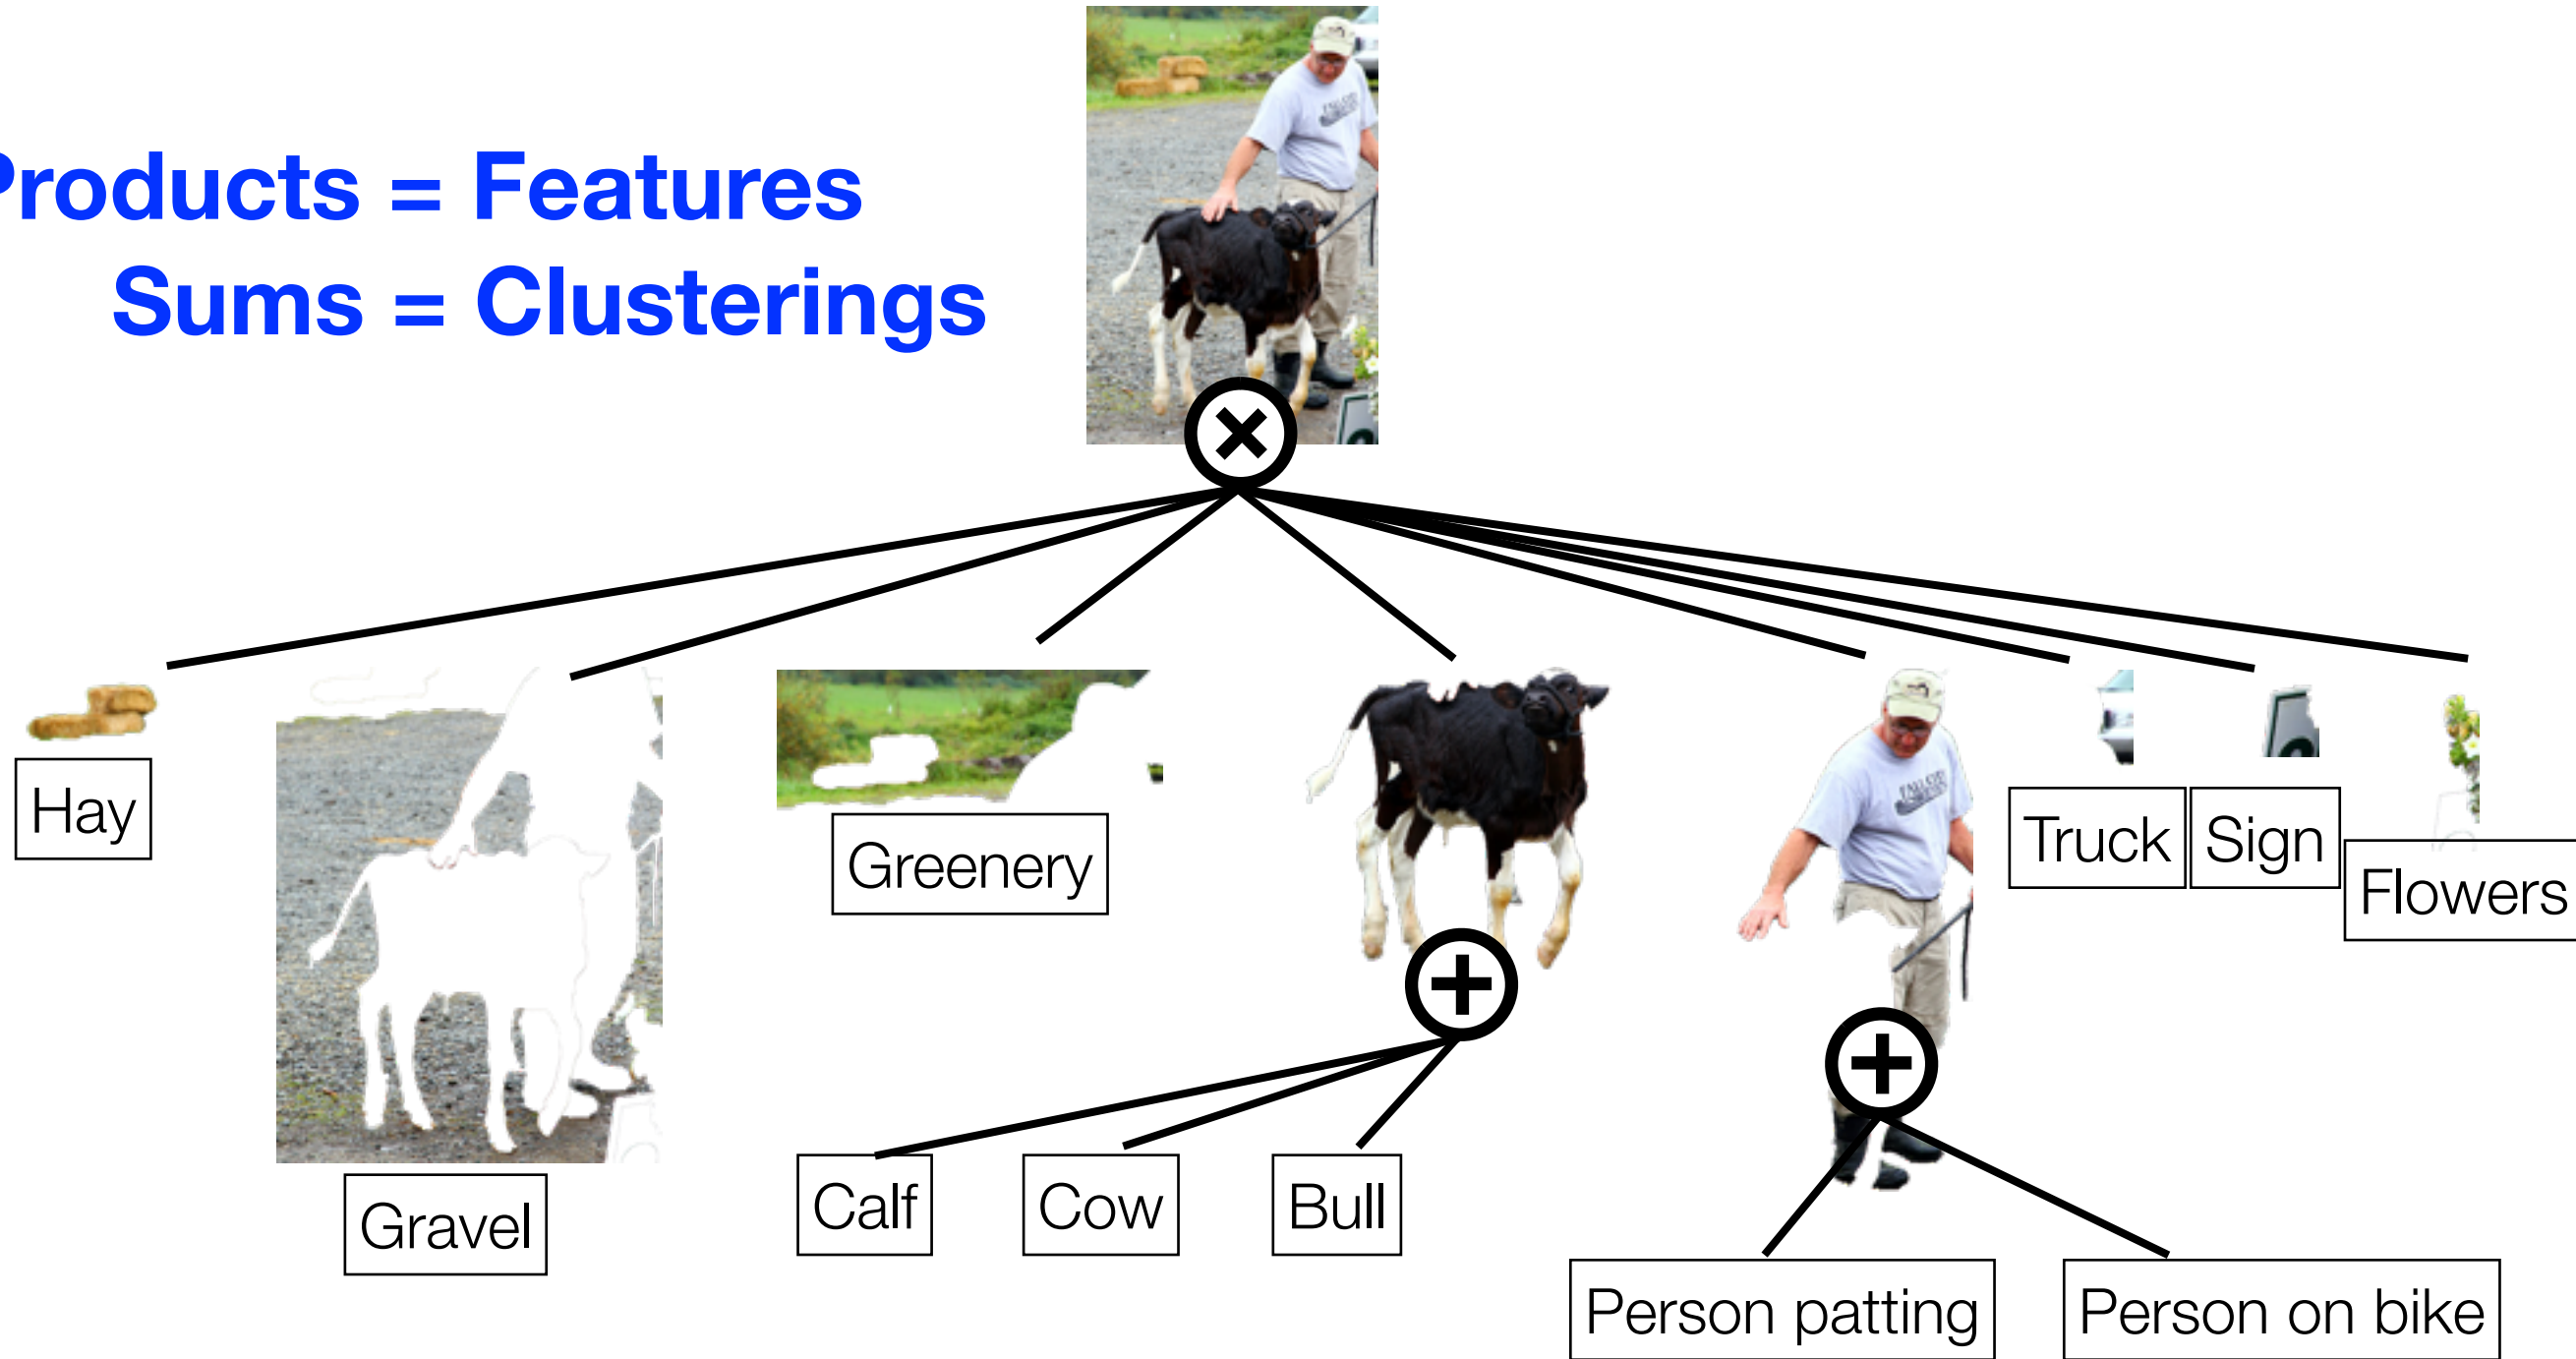 Products = Features
Sums = Clusterings
Hay
Greenery
Truck
Sign
Flowers
Gravel
Calf
Cow
Bull
Person patting
Person on bike